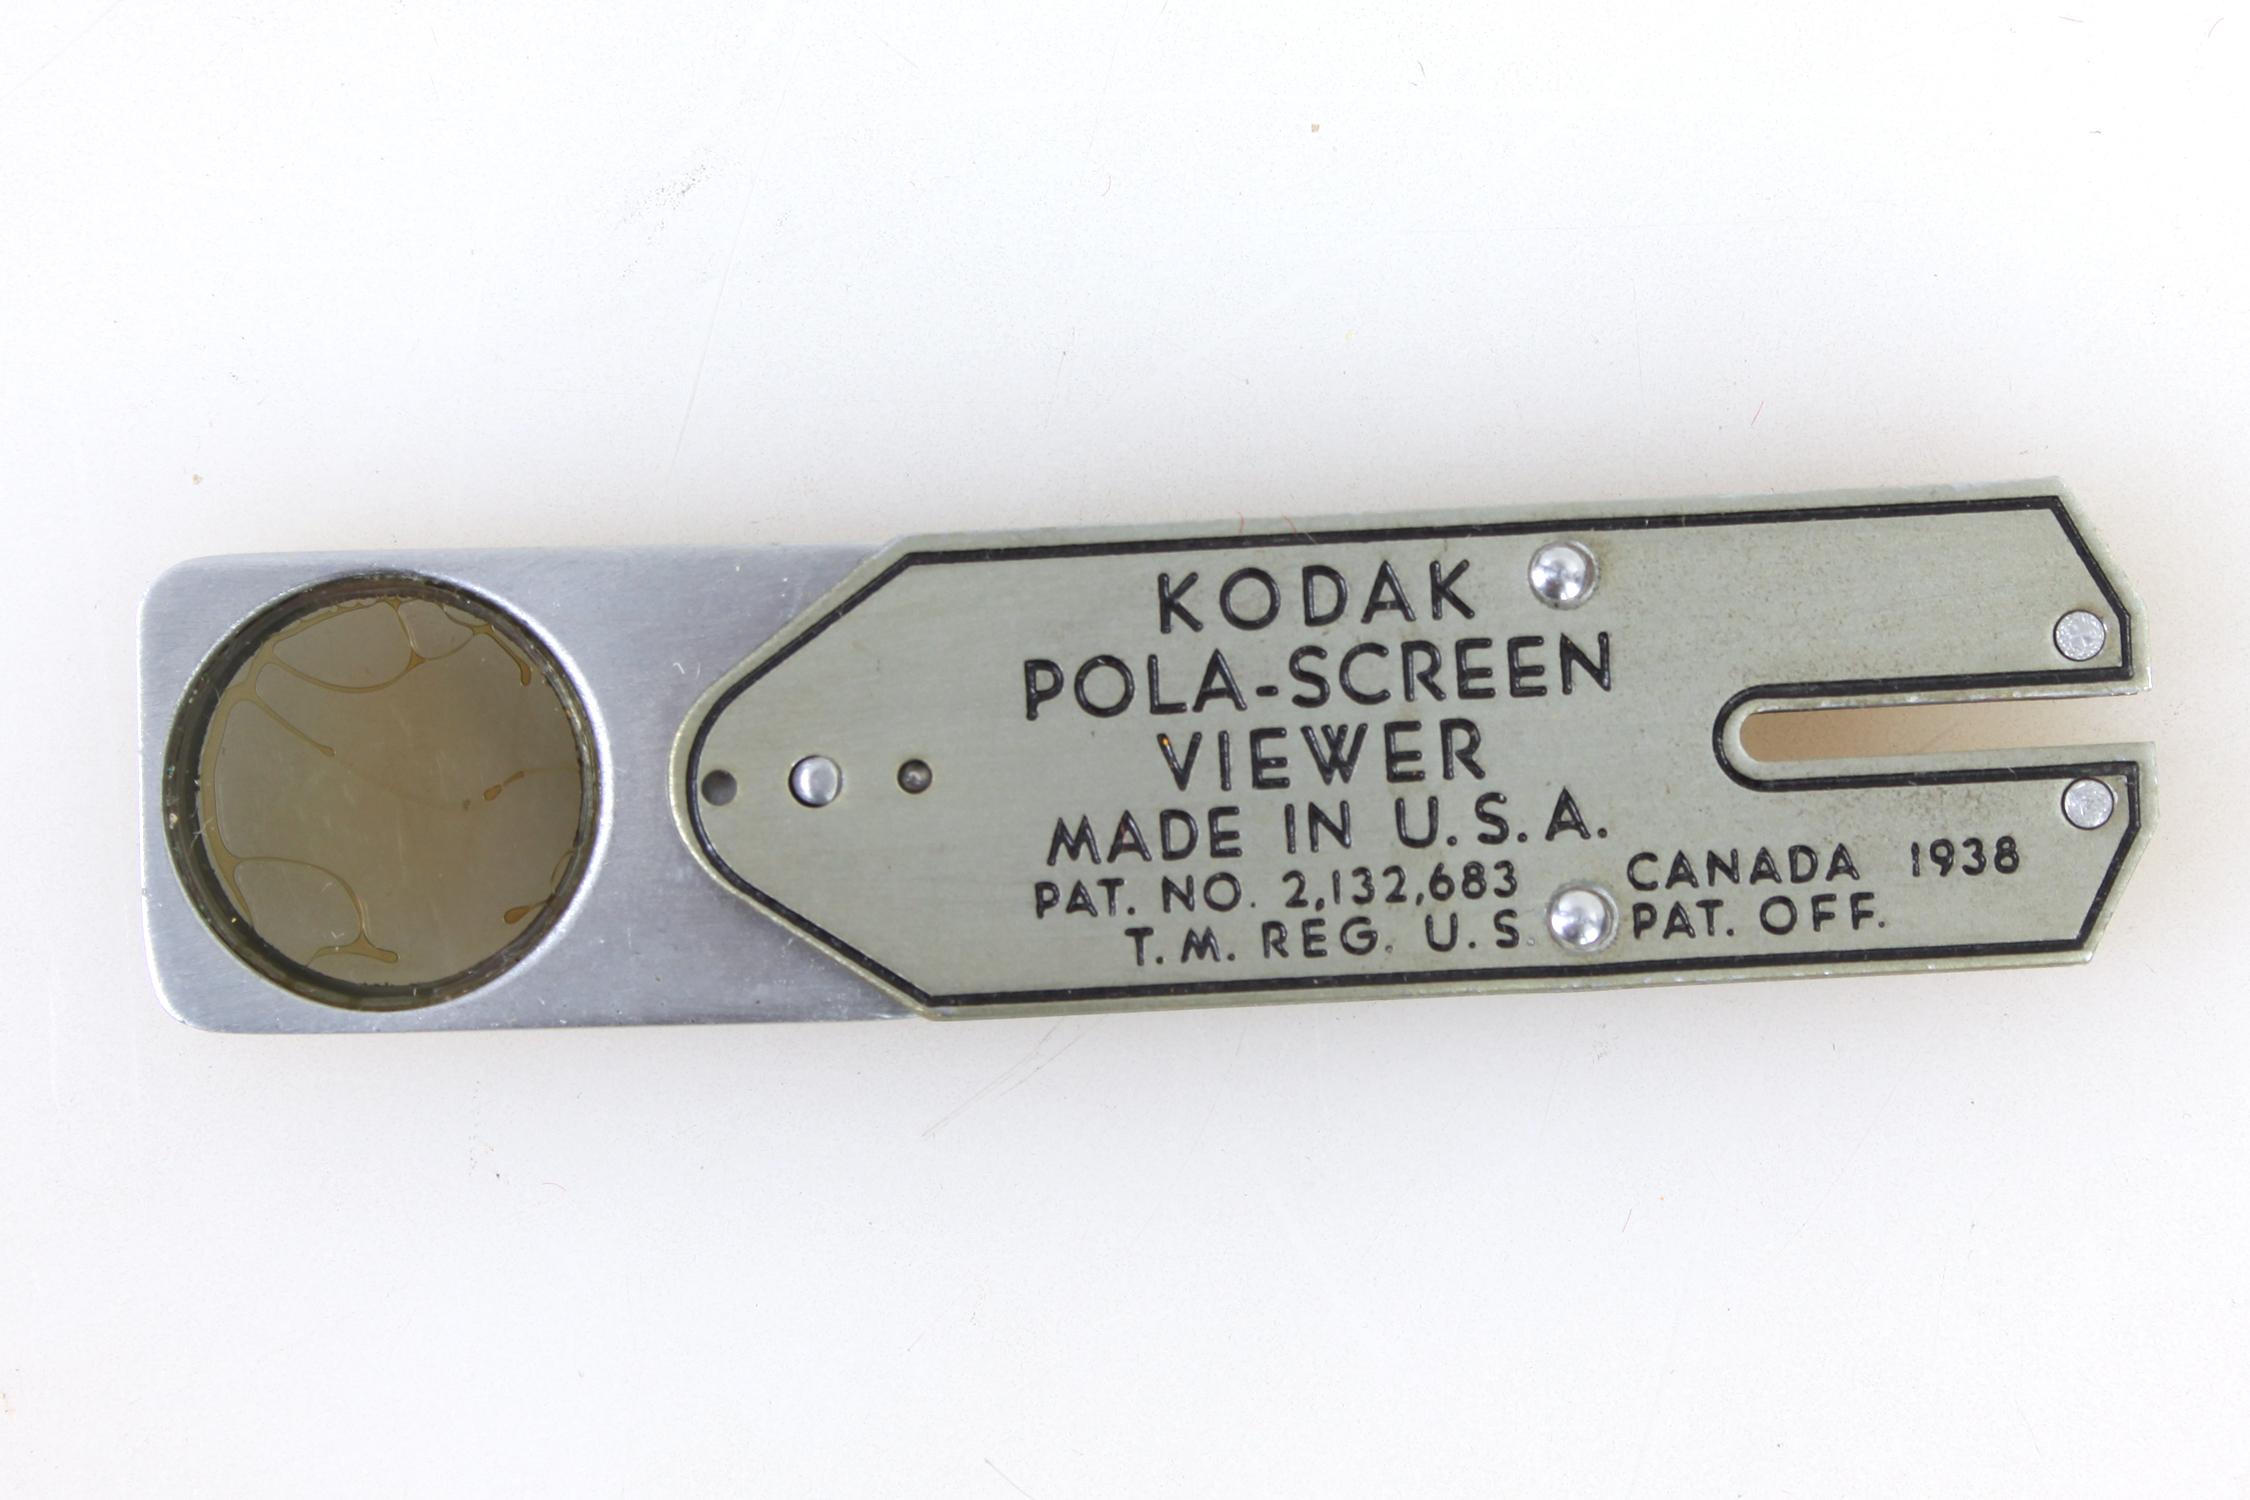 KODAK
POLA-SCREEN
VIEWER
MADE IN U.S.A.
PAT. NO. 2,132,683 CANADA 1938
T.M. REG. U.S. PAT. OFF.